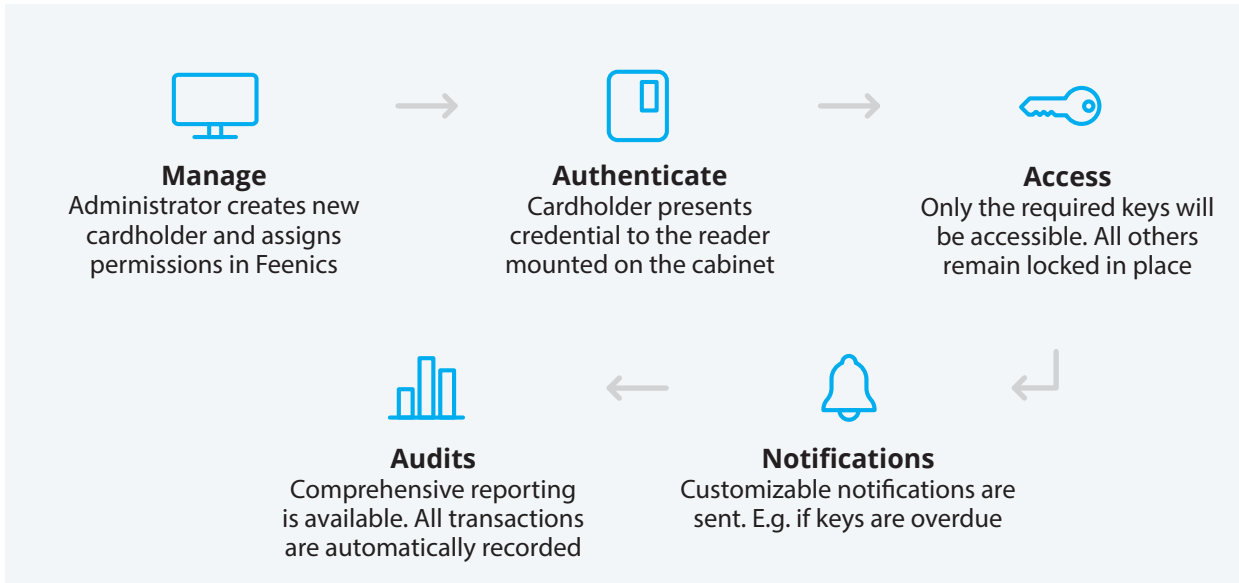 Manage
Administrator creates new
cardholder and assigns
permissions in Feenics
Authenticate
Cardholder presents
credential to the reader
mounted on the cabinet
Access
Only the required keys will
be accessible. All others
remain locked in place
Audits
Comprehensive reporting
is available. All transactions
are automatically recorded
Notifications
Customizable notifications are
sent. E.g. if keys are overdue